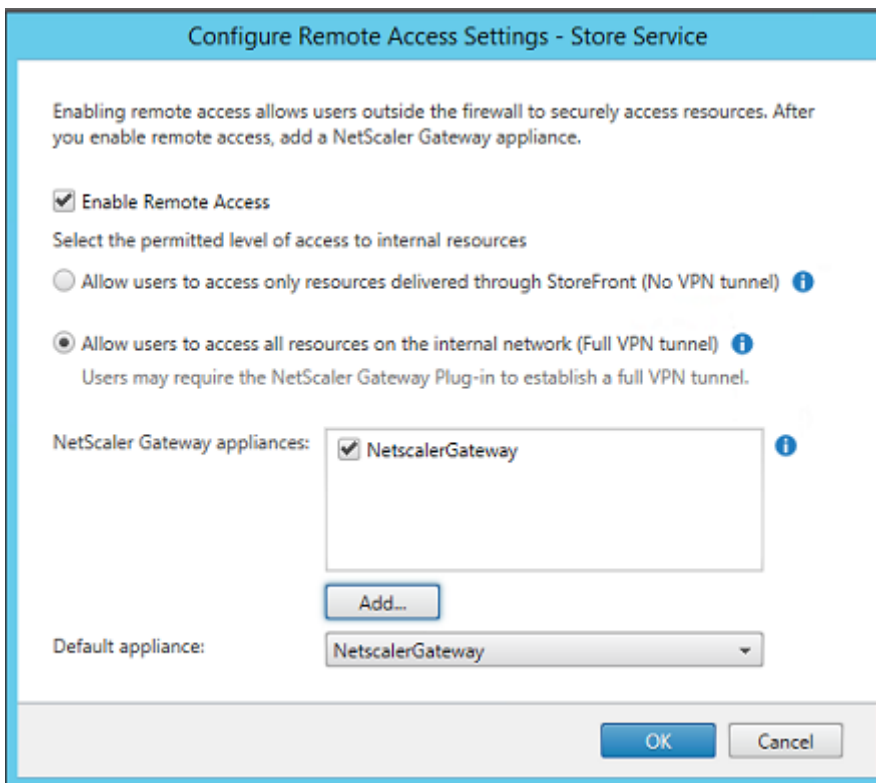 Configure Remote Access Settings - Store Service
Enabling remote access allows users outside the firewall to securely access resources. After
you enable remote access, add a NetScaler Gateway appliance.
Enable Remote Access
Select the permitted level of access to internal resources
Allow users to access only resources delivered through StoreFront (No VPN tunnel)
Allow users to access all resources on the internal network (Full VPN tunnel)
Users may require the NetScaler Gateway Plug-in to establish a full VPN tunnel.
NetScaler Gateway appliances:
NetscalerGateway
Add...
Default appliance:
NetscalerGateway
OK
Cancel